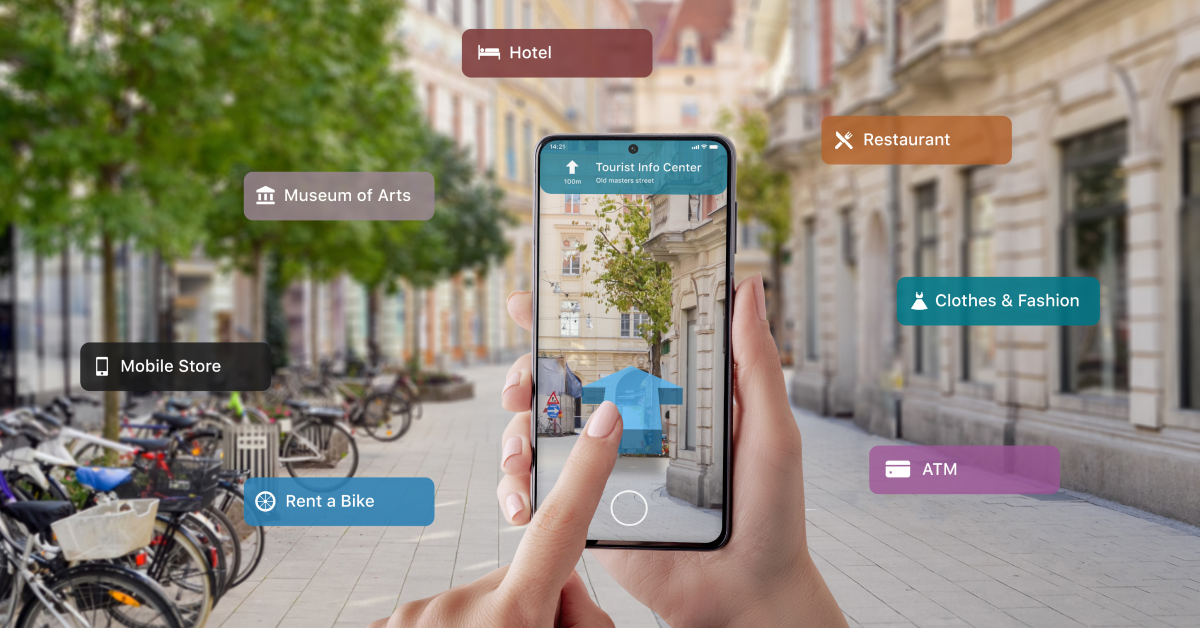 Hotel
Restaurant
14:21
Tourist Info Center
100m
Old masters street
Museum of Arts
Clothes & Fashion
Mobile Store
ATM
Rent a Bike